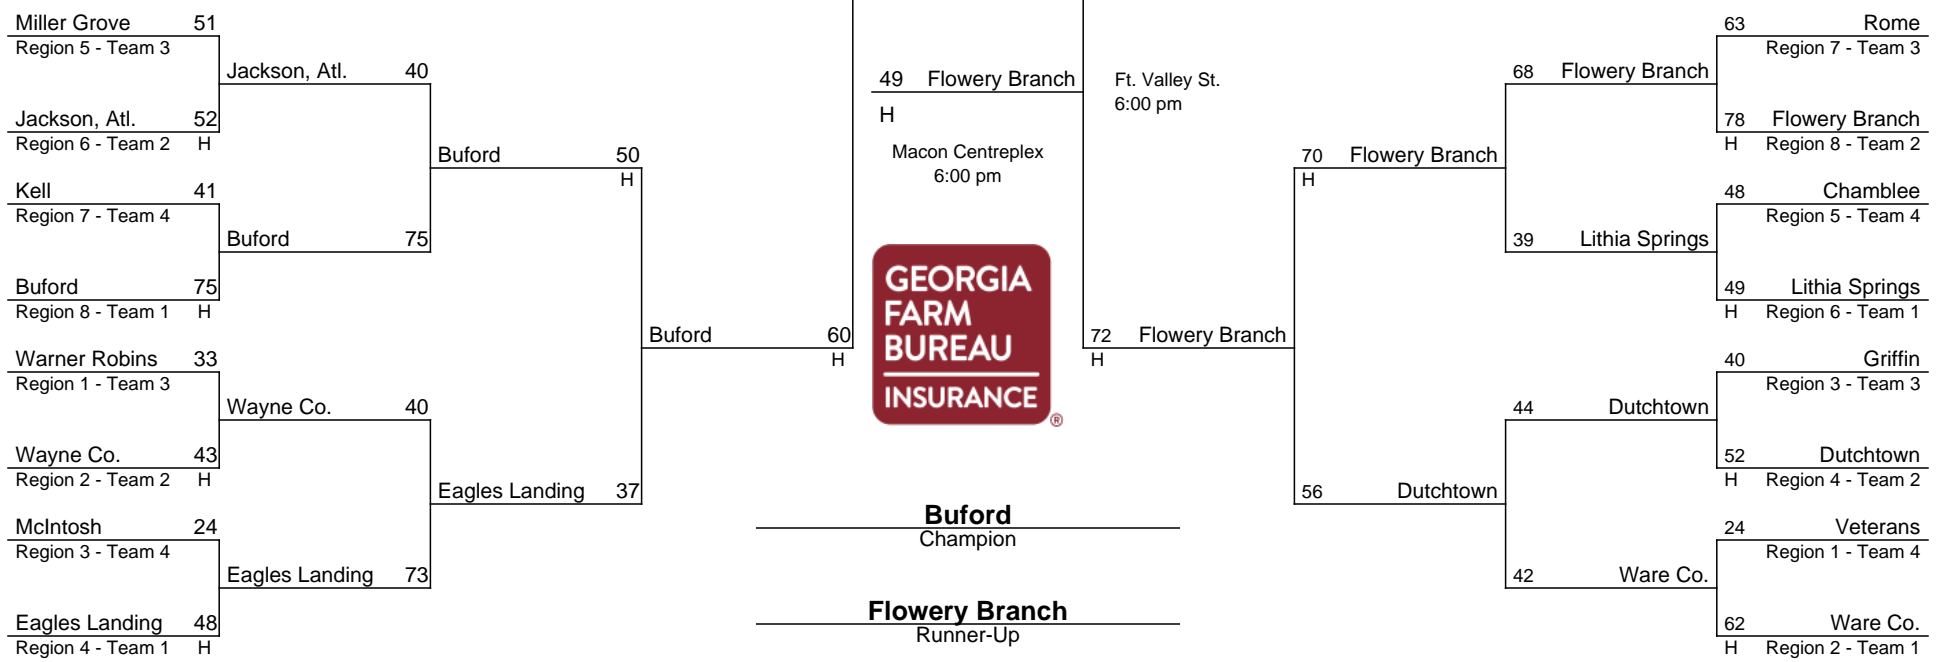 Miller Grove 51
Region 5 - Team 3
Jackson, Atl. 40
Jackson, Atl. 52
Region 6 - Team 2 H
Buford 50
H
Kell 41
Region 7 - Team 4
Buford 75
Buford 75
Region 8 - Team 1 H
Buford 60
H
Warner Robins 33
Region 1 - Team 3
Wayne Co. 40
Wayne Co. 43
Region 2 - Team 2 H
Eagles Landing 37
McIntosh 24
Region 3 - Team 4
Eagles Landing 73
Eagles Landing 48
Region 4 - Team 1 H
49 Flowery Branch
H
Macon Centreplex
6:00 pm
Ft. Valley St.
6:00 pm
GEORGIA
FARM
BUREAU
INSURANCE
®
Buford
Champion
Flowery Branch
Runner-Up
72 Flowery Branch
H
70 Flowery Branch
H
56 Dutchtown
68 Flowery Branch
39 Lithia Springs
44 Dutchtown
42 Ware Co.
63 Rome
Region 7 - Team 3
78 Flowery Branch
H Region 8 - Team 2
48 Chamblee
Region 5 - Team 4
49 Lithia Springs
H Region 6 - Team 1
40 Griffin
Region 3 - Team 3
52 Dutchtown
H Region 4 - Team 2
24 Veterans
Region 1 - Team 4
62 Ware Co.
H Region 2 - Team 1